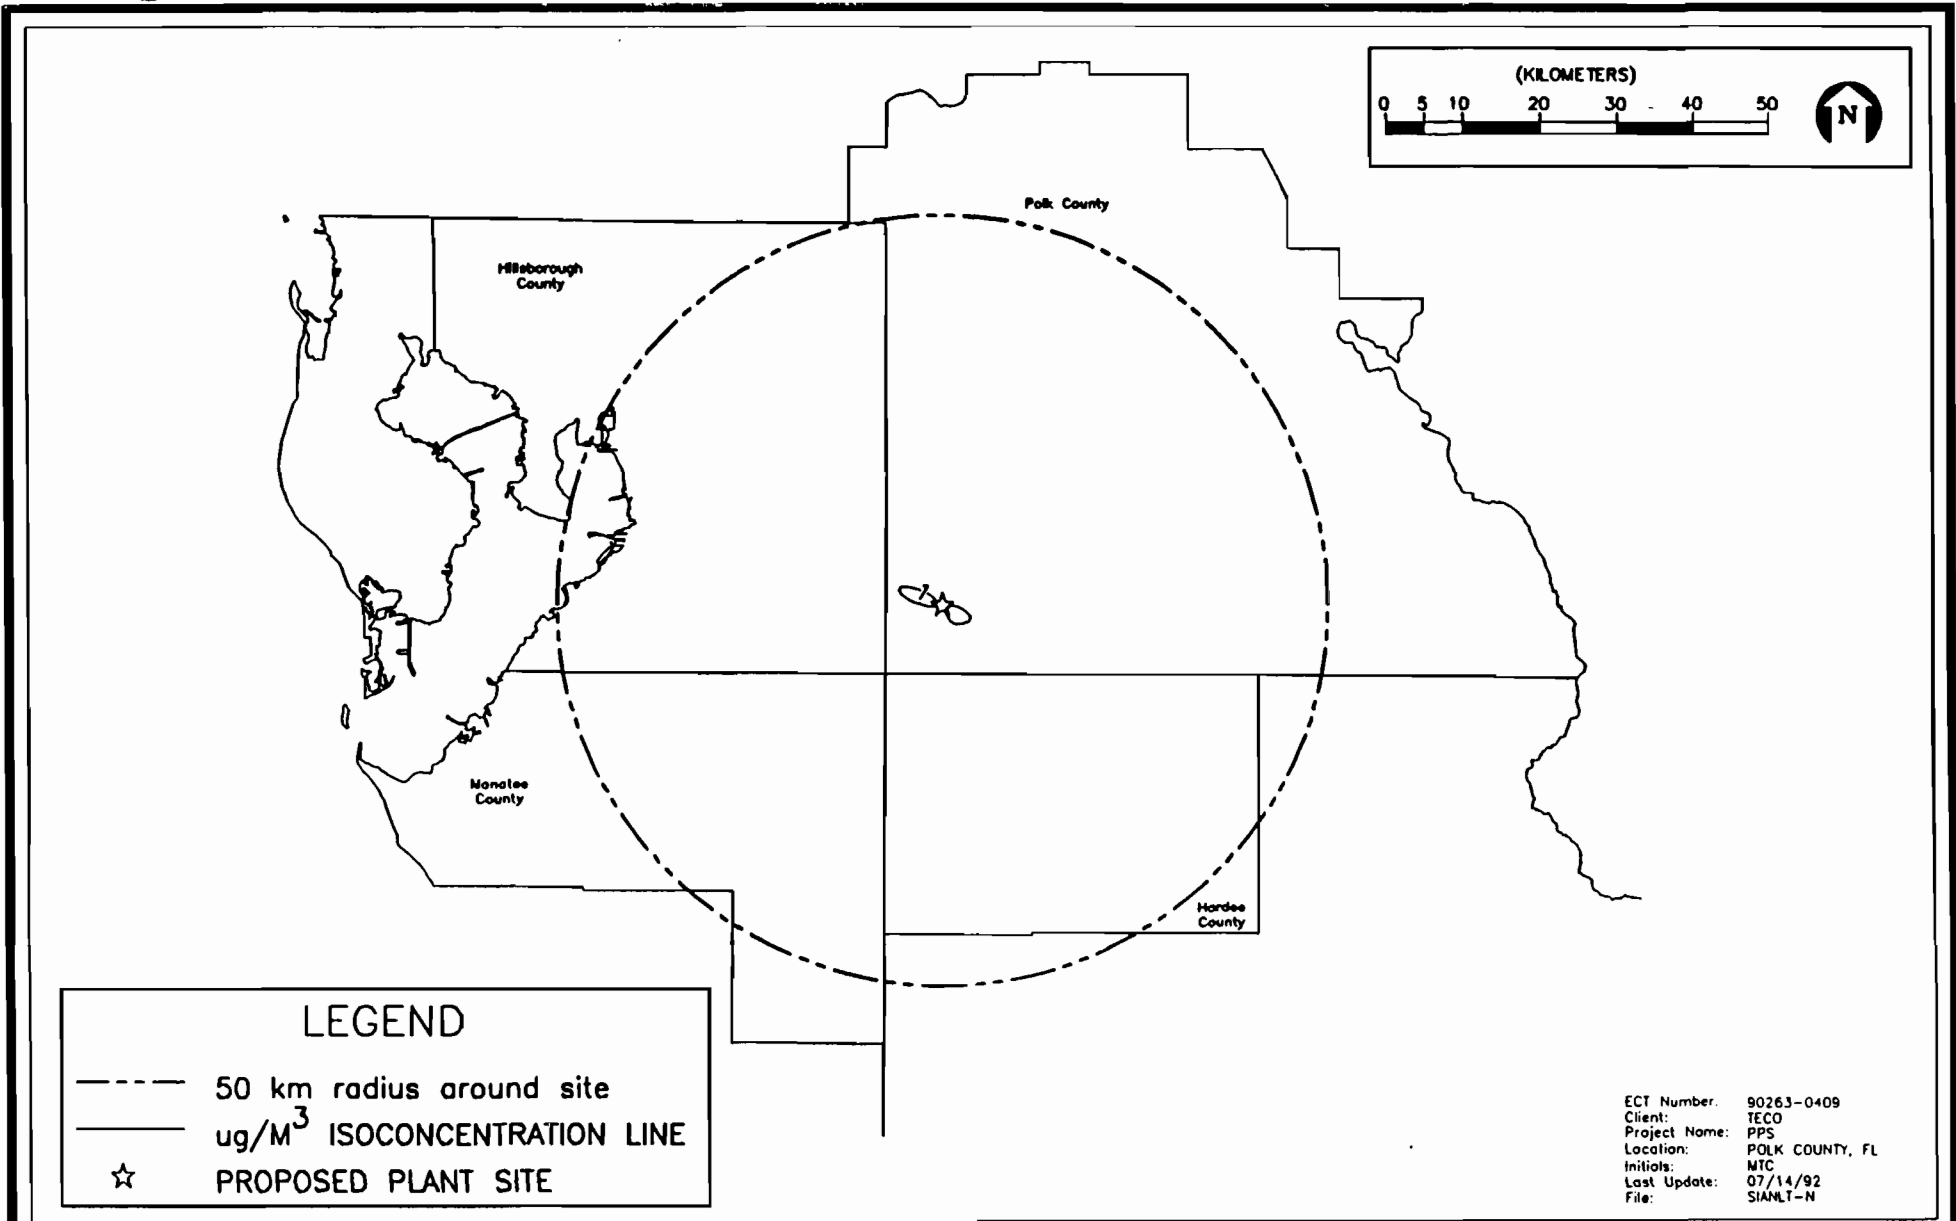 (KILOMETERS)
0 5 10 20 30 40 50
N
Polk County
Hillsborough
County
Manatee
County
Hardee
County
LEGEND
50 km radius around site
ug/M³ ISOCONCENTRATION LINE
PROPOSED PLANT SITE
ECT Number. 90263-0409
Client: TECO
Project Name: PPS
Location: POLK COUNTY, FL
Initials: MTC
Last Update: 07/14/92
File: SIANLT-N